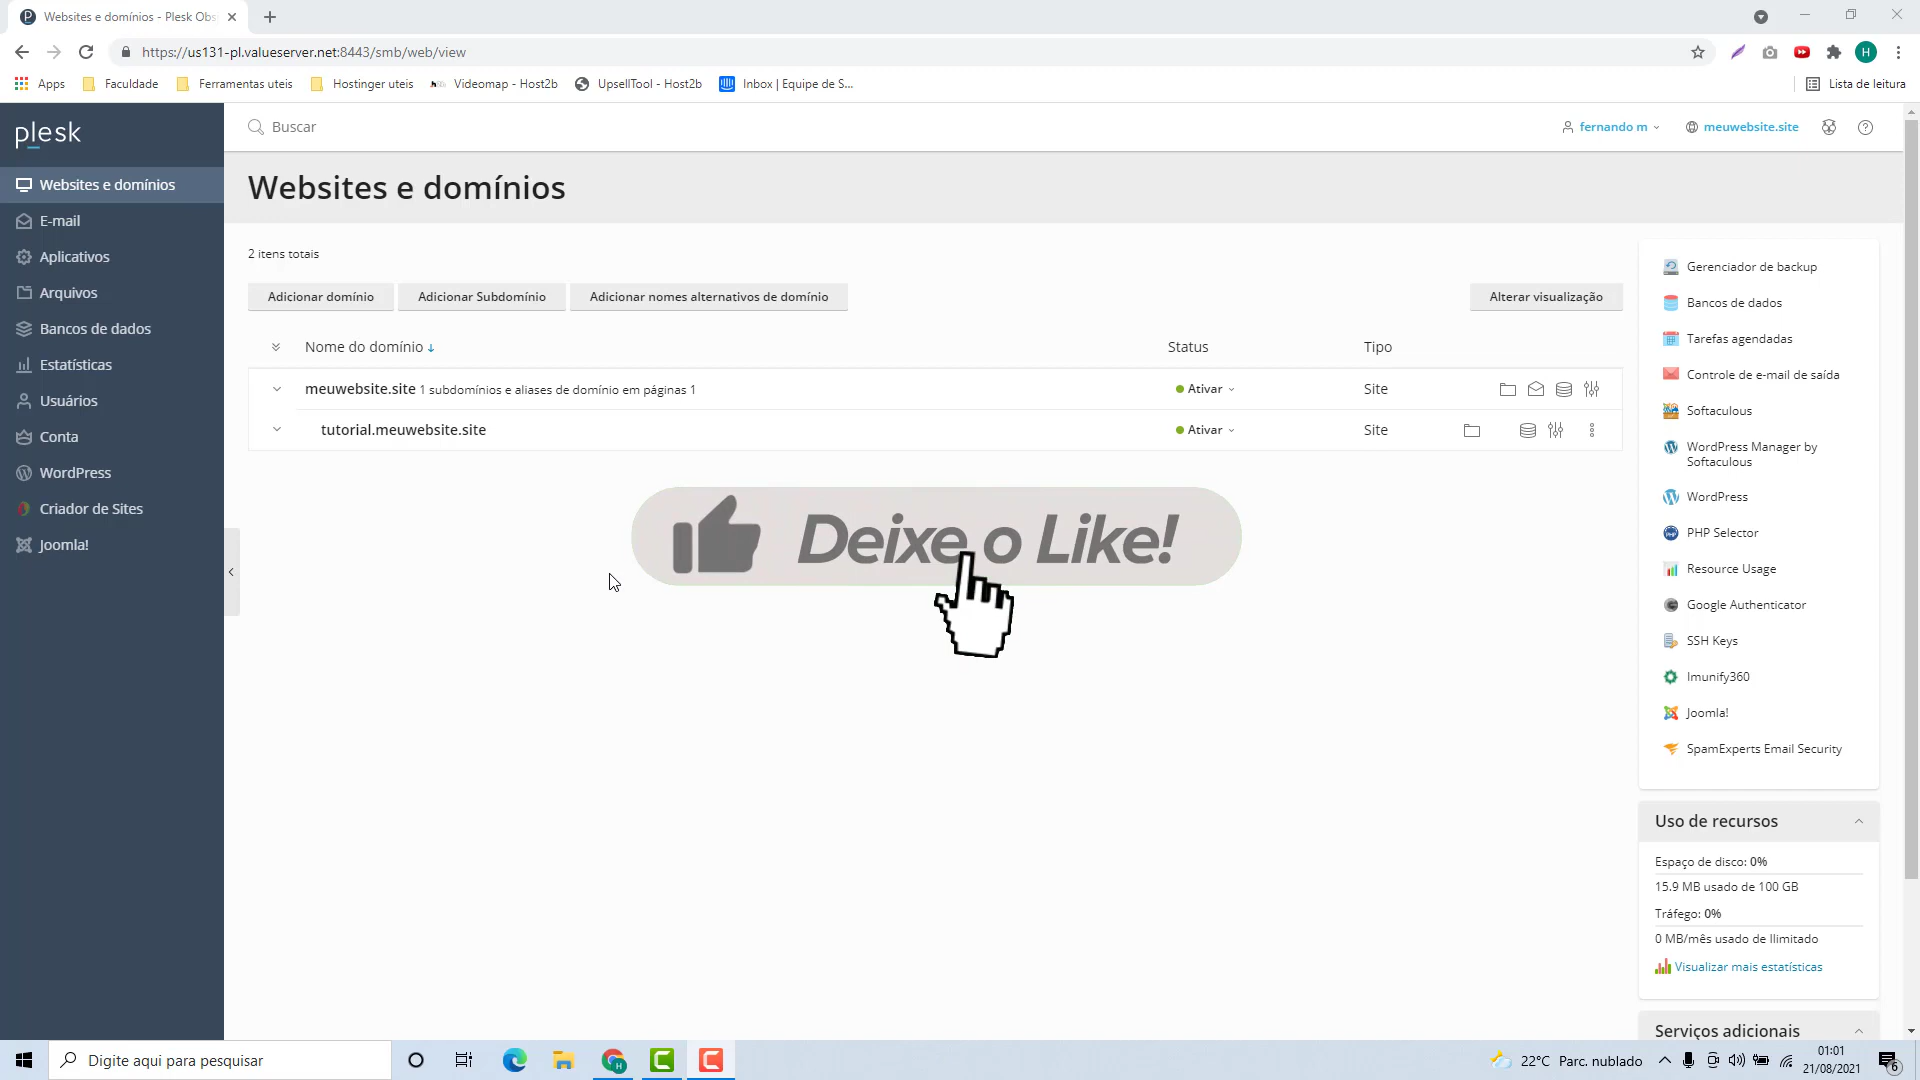 Websites e domínios - Plesk Obs
https://us131-pl.valueserver.net:8443/smb/web/view
H
Apps
Faculdade
Ferramentas uteis
Hostinger uteis
Videomap - Host2b
UpsellTool - Host2b
Inbox | Equipe de S...
Lista de leitura
plesk
Buscar
fernando m
meuwebsite.site
Websites e domínios
E-mail
Aplicativos
Arquivos
Bancos de dados
Estatísticas
Usuários
Conta
WordPress
Criador de Sites
Joomla!
Websites e domínios
2 itens totais
Adicionar domínio
Adicionar Subdomínio
Adicionar nomes alternativos de domínio
Alterar visualização
Nome do domínio
Status
Tipo
meuwebsite.site 1 subdomínios e aliases de domínio em páginas 1
Ativar
Site
tutorial.meuwebsite.site
Ativar
Site
Deixe o Like!
Gerenciador de backup
Bancos de dados
Tarefas agendadas
Controle de e-mail de saída
Softaculous
WordPress Manager by
Softaculous
WordPress
PHP Selector
Resource Usage
Google Authenticator
SSH Keys
Imunify360
Joomla!
SpamExperts Email Security
Uso de recursos
Espaço de disco: 0%
15.9 MB usado de 100 GB
Tráfego: 0%
0 MB/mês usado de Ilimitado
Visualizar mais estatísticas
Serviços adicionais
Digite aqui para pesquisar
22°C Parc. nublado
01:01
21/08/2021
6